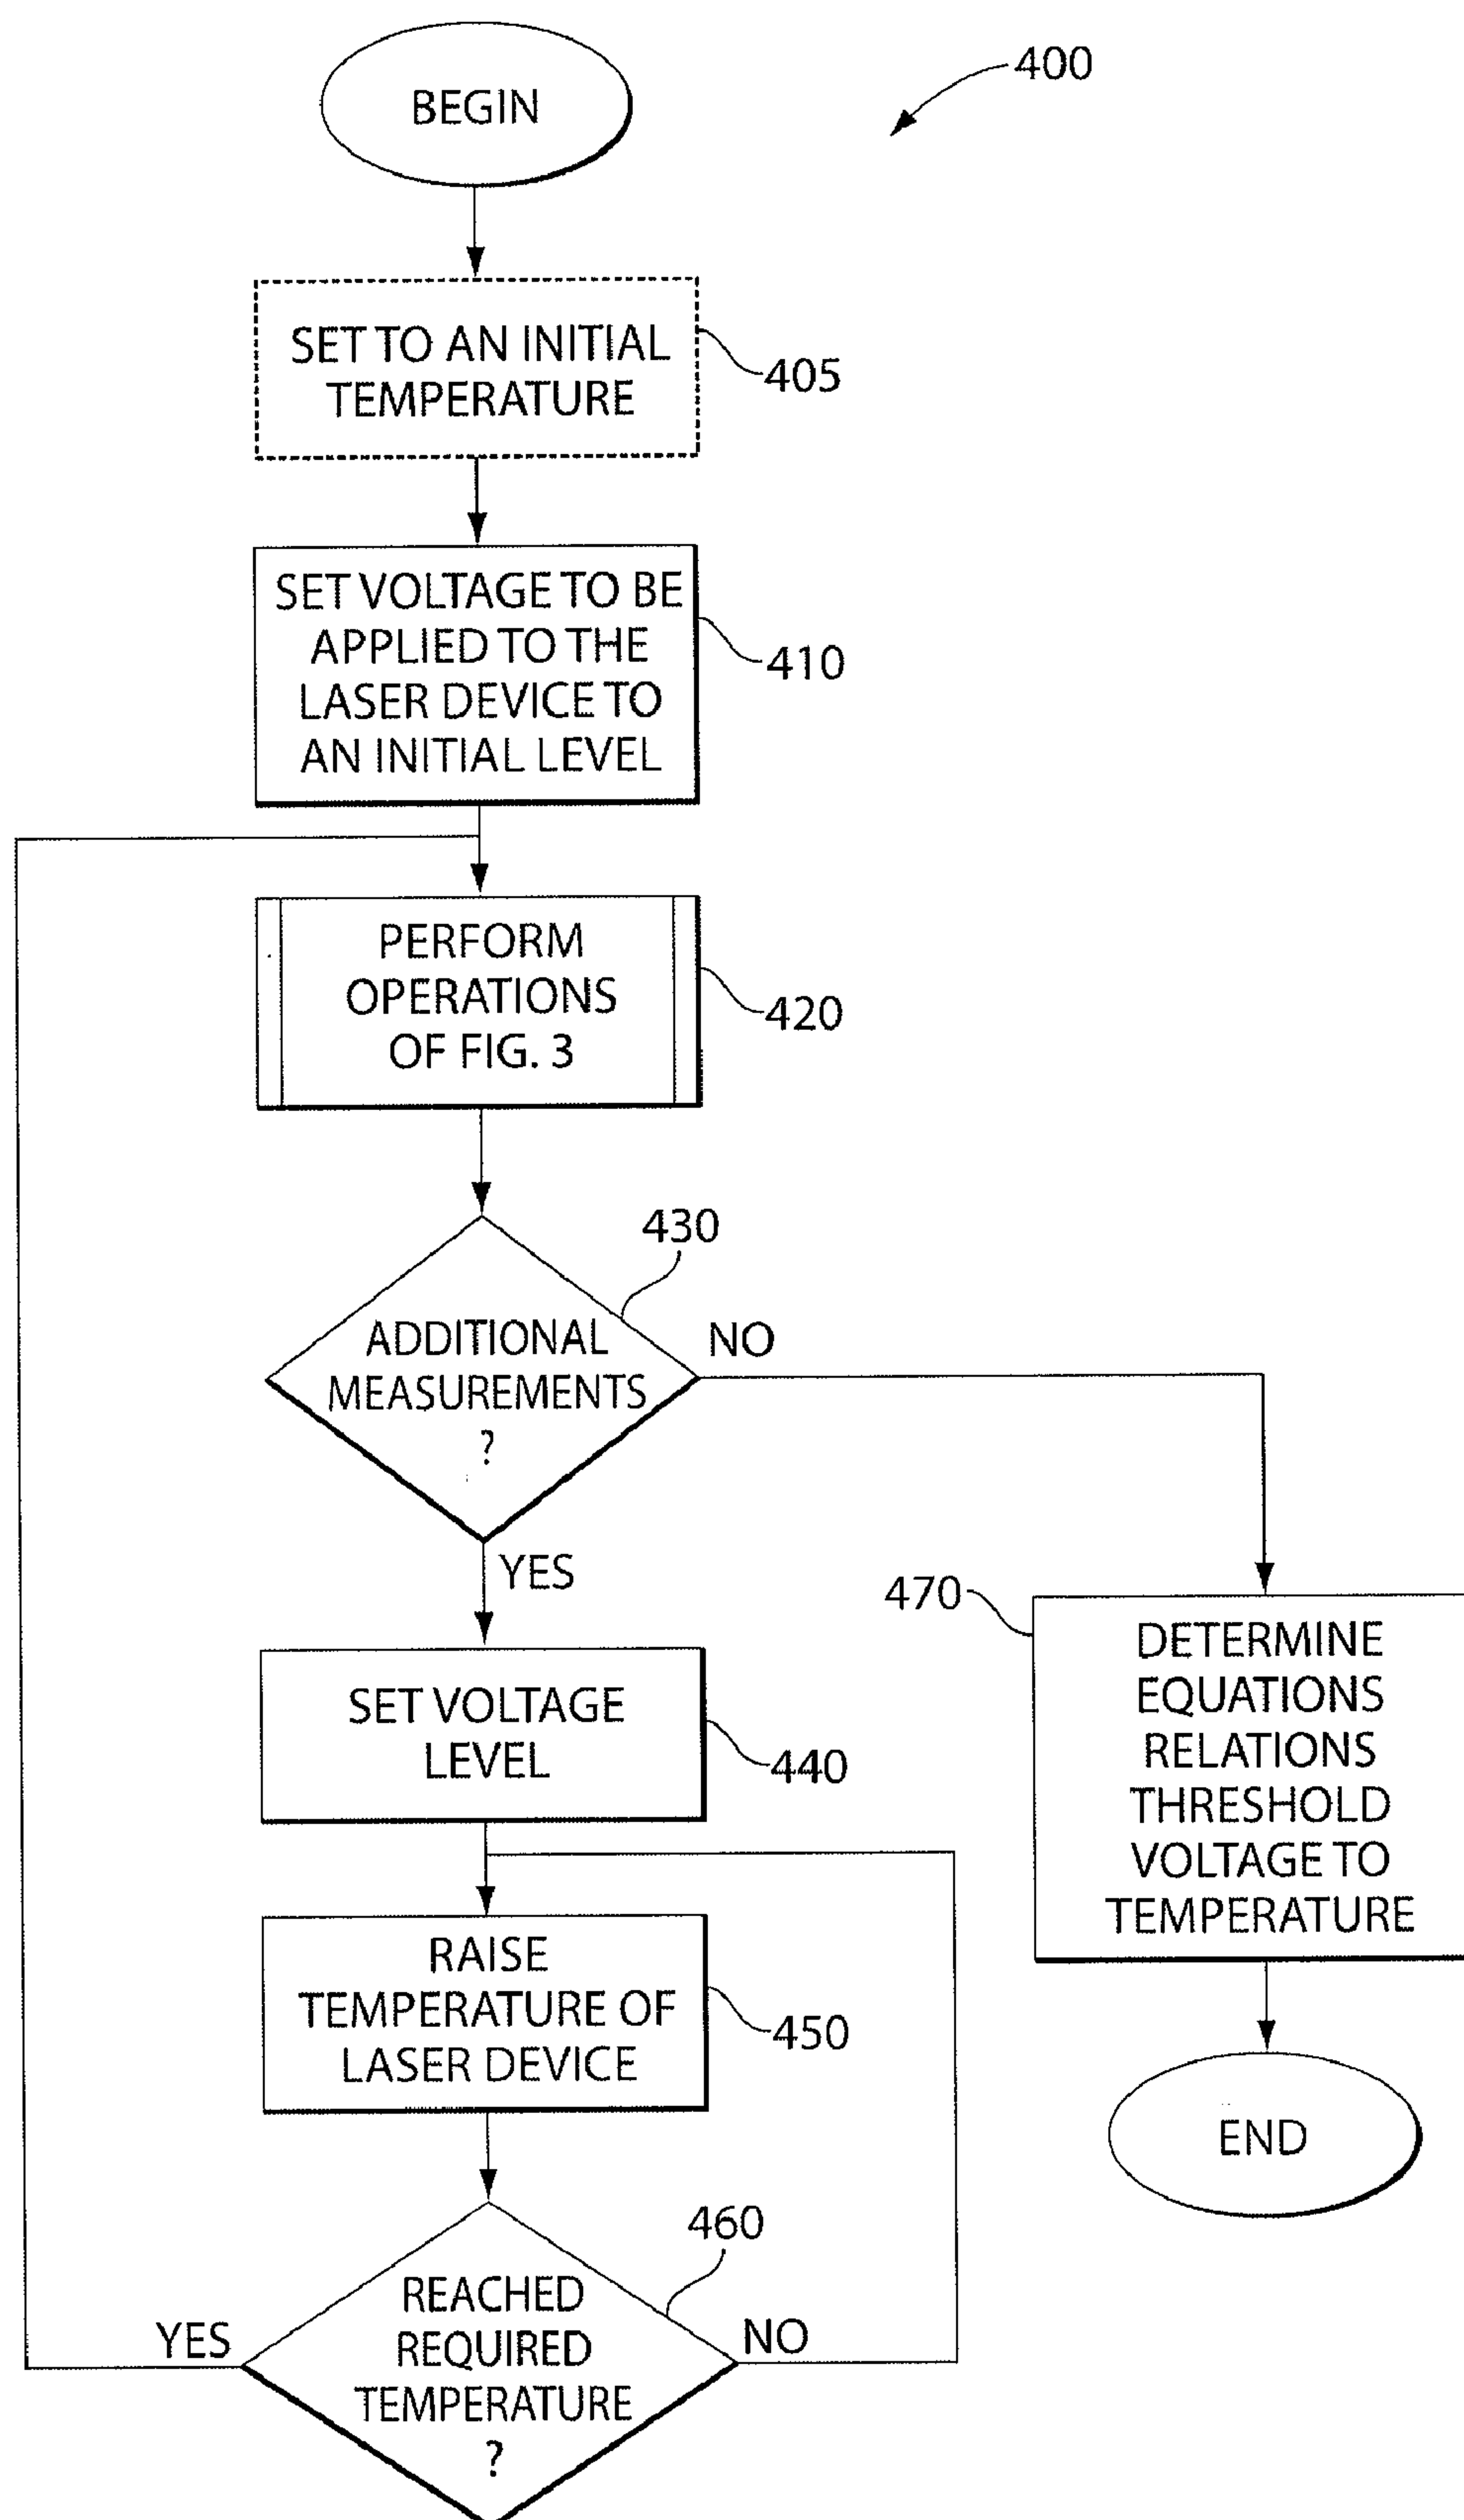 BEGIN
400
SET TO AN INITIAL
TEMPERATURE
405
SET VOLTAGE TO BE
APPLIED TO THE
LASER DEVICE TO
AN INITIAL LEVEL
410
PERFORM
OPERATIONS
OF FIG. 3
420
430
ADDITIONAL
MEASUREMENTS
?
NO
YES
SET VOLTAGE
LEVEL
440
470
DETERMINE
EQUATIONS
RELATIONS
THRESHOLD
VOLTAGE TO
TEMPERATURE
RAISE
TEMPERATURE OF
LASER DEVICE
450
END
460
REACHED
REQUIRED
TEMPERATURE
?
YES
NO